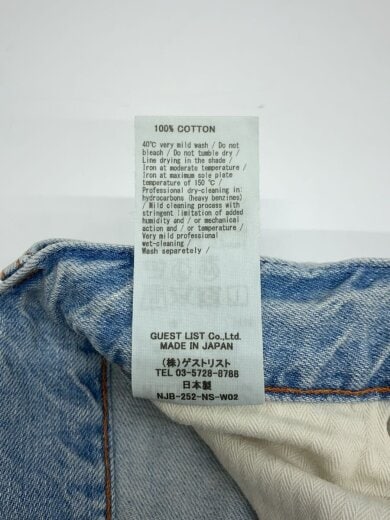 100% COTTON
40℃ very mild wash / Do not
bleach / Do not tumble dry /
Line drying in the shade /
Iron at moderate temperature /
Iron at maximum sole plate
temperature of 150 ℃ /
Professional dry-cleaning in
hydrocarbons (heavy benzines)
/ Mild cleaning process with
stringent limitation of added
humidity and / or mechanical
action and / or temperature /
Very mild professional
wet-cleaning /
Wash separately /
GUEST LIST Co.,Ltd.
MADE IN JAPAN
(株)ゲストリスト
TEL 03-5728-8788
日本製
NJB-252-NS-W02